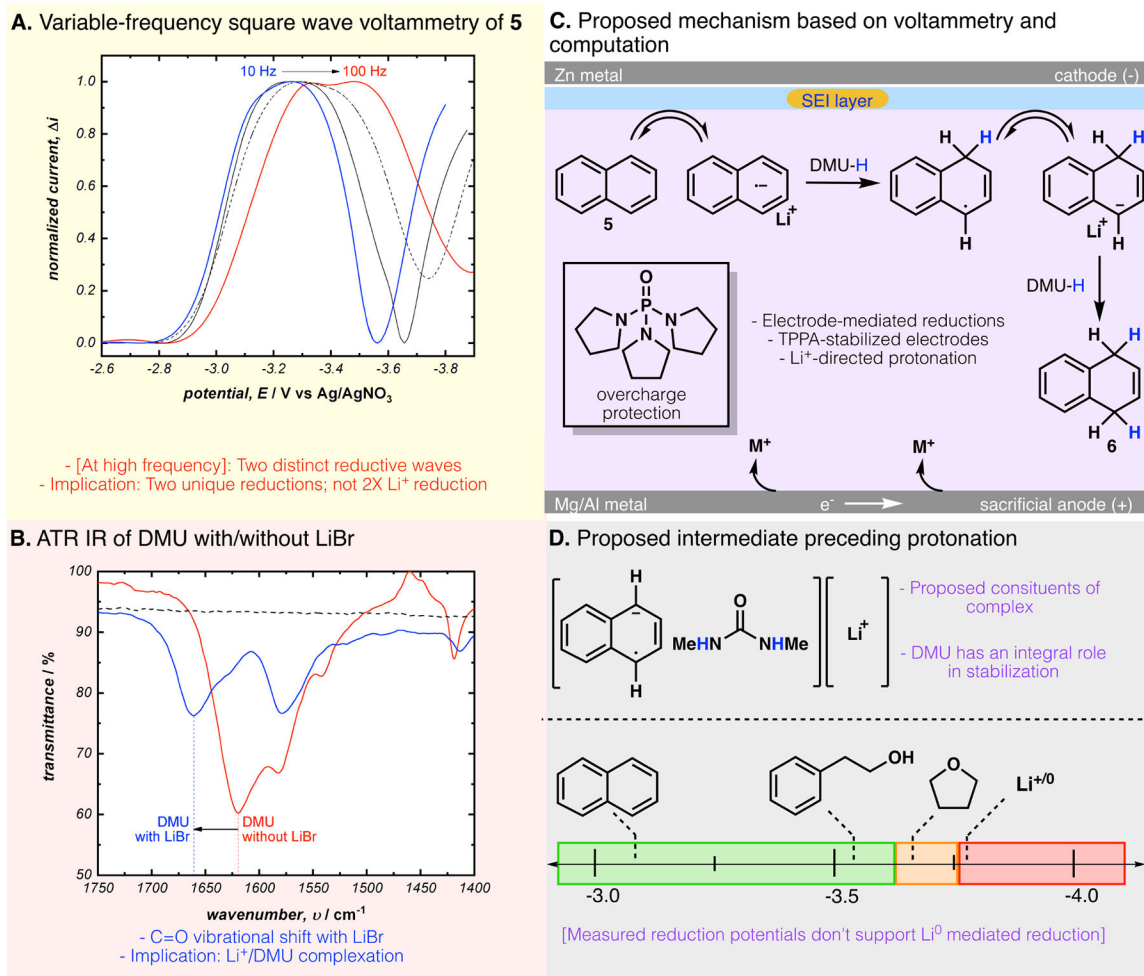 A. Variable-frequency square wave voltammetry of 5
10 Hz
100 Hz
normalized current, Δi
1.0
0.8
0.6
0.4
0.2
0.0
-2.6
-2.8
-3.0
-3.2
-3.4
-3.6
-3.8
potential, E / V vs Ag/AgNO3
- [At high frequency]: Two distinct reductive waves
- Implication: Two unique reductions; not 2X Li+ reduction
B. ATR IR of DMU with/without LiBr
transmittance / %
100
90
80
70
60
50
DMU
with LiBr
DMU
without LiBr
1750
1700
1650
1600
1550
1500
1450
1400
wavenumber, υ / cm-1
- C=O vibrational shift with LiBr
- Implication: Li+/DMU complexation
C. Proposed mechanism based on voltammetry and
computation
Zn metal
cathode (-)
SEI layer
5
·−
Li+
DMU-H
H H
·
H
H H
−
Li+
H
DMU-H
O
P
N
N
N
overcharge
protection
- Electrode-mediated reductions
- TPPA-stabilized electrodes
- Li+-directed protonation
H H
H H
6
M+
M+
Mg/Al metal
e-
sacrificial anode (+)
D. Proposed intermediate preceding protonation
H
−
·
H
O
MeHN
NHMe
Li+
- Proposed consituents of
complex
- DMU has an integral role
in stabilization
OH
O
Li+/0
-3.0
-3.5
-4.0
[Measured reduction potentials don't support Li0 mediated reduction]